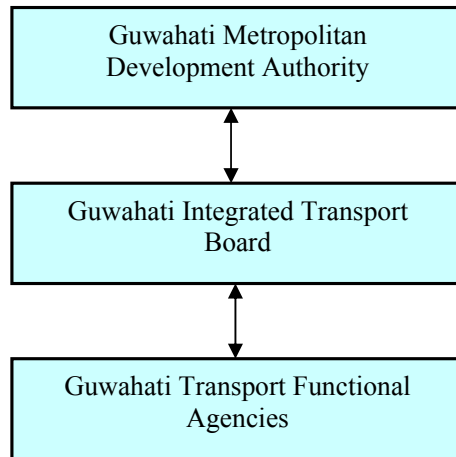 Guwahati Metropolitan
Development Authority
Guwahati Integrated Transport
Board
Guwahati Transport Functional
Agencies